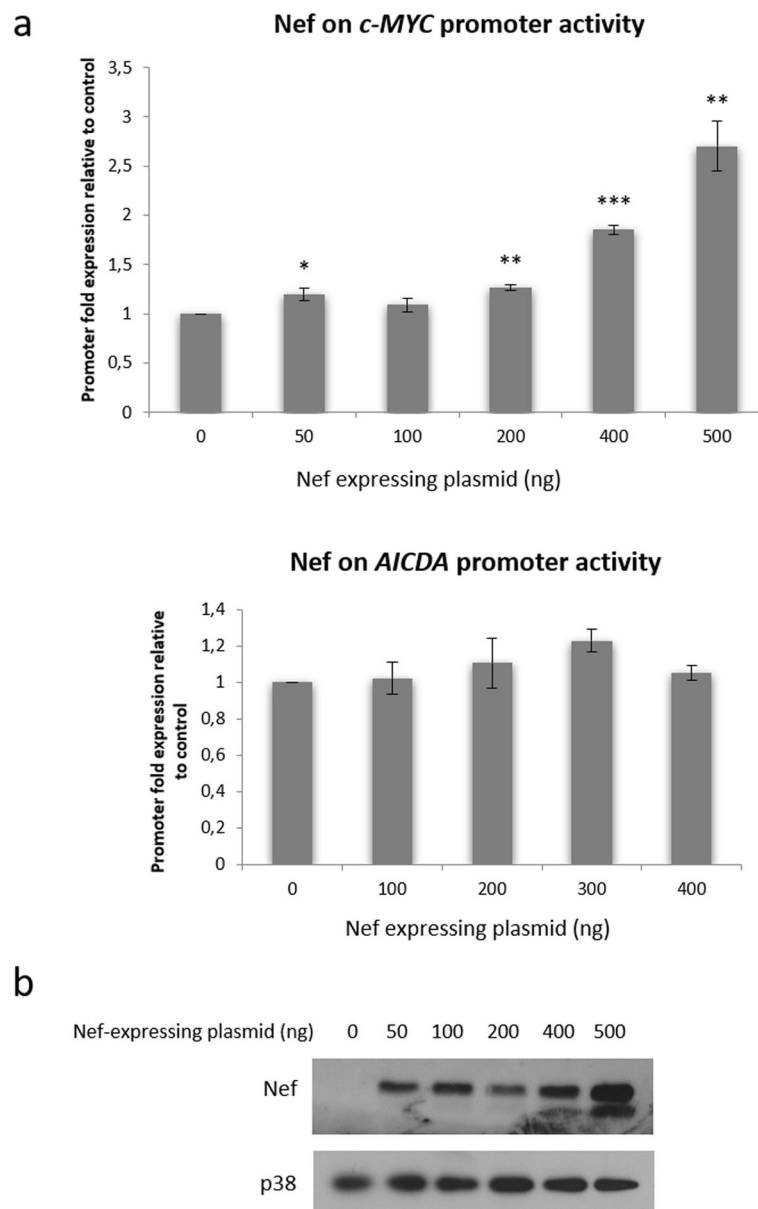 a
Nef on c-MYC promoter activity
Promoter fold expression relative to control
3,5
3
2,5
2
1,5
1
0,5
0
*
**
***
**
0 50 100 200 400 500
Nef expressing plasmid (ng)
Nef on AICDA promoter activity
Promoter fold expression relative
to control
1,4
1,2
1
0,8
0,6
0,4
0,2
0
0 100 200 300 400
Nef expressing plasmid (ng)
b
Nef-expressing plasmid (ng) 0 50 100 200 400 500
Nef
p38